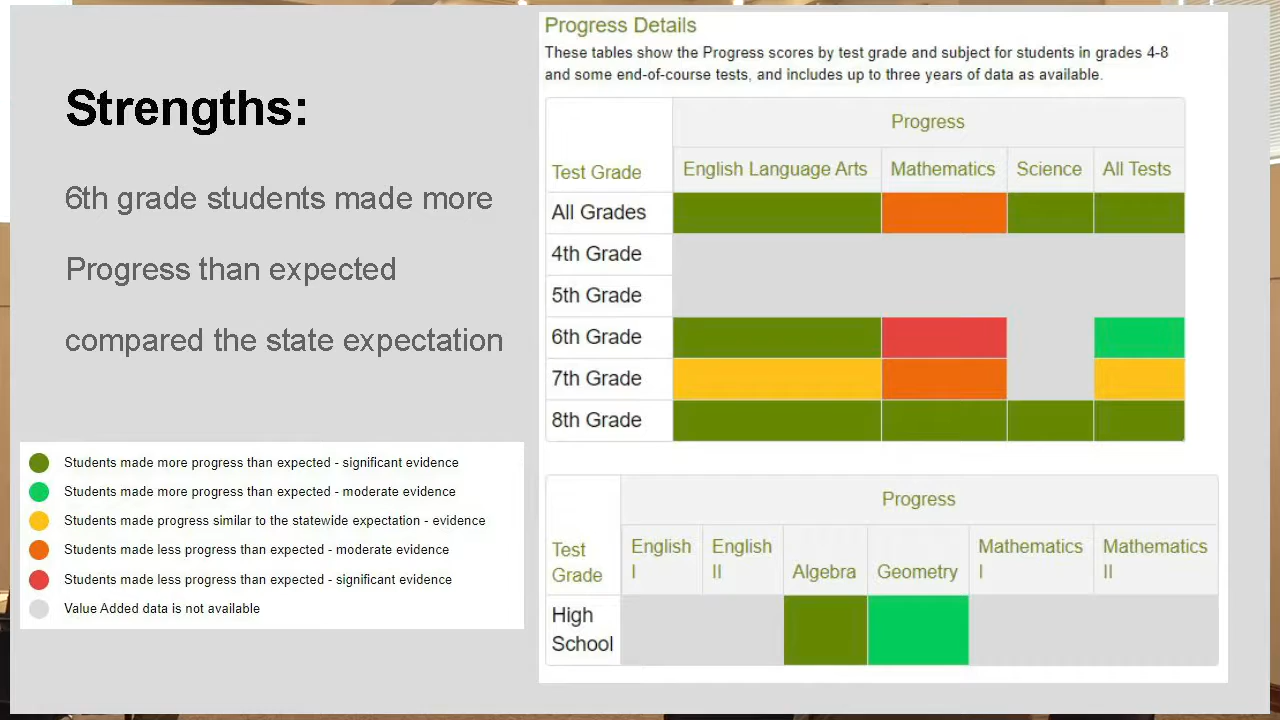 Strengths:
6th grade students made more
Progress than expected
compared the state expectation
Students made more progress than expected - significant evidence
Students made more progress than expected - moderate evidence
Students made progress similar to the statewide expectation - evidence
Students made less progress than expected - moderate evidence
Students made less progress than expected - significant evidence
Value Added data is not available
Progress Details
These tables show the Progress scores by test grade and subject for students in grades 4-8
and some end-of-course tests, and includes up to three years of data as available.
Progress
Test Grade English Language Arts Mathematics Science All Tests
All Grades
4th Grade
5th Grade
6th Grade
7th Grade
8th Grade
Progress
Test Grade English I English II Algebra Geometry Mathematics I Mathematics II
High
School